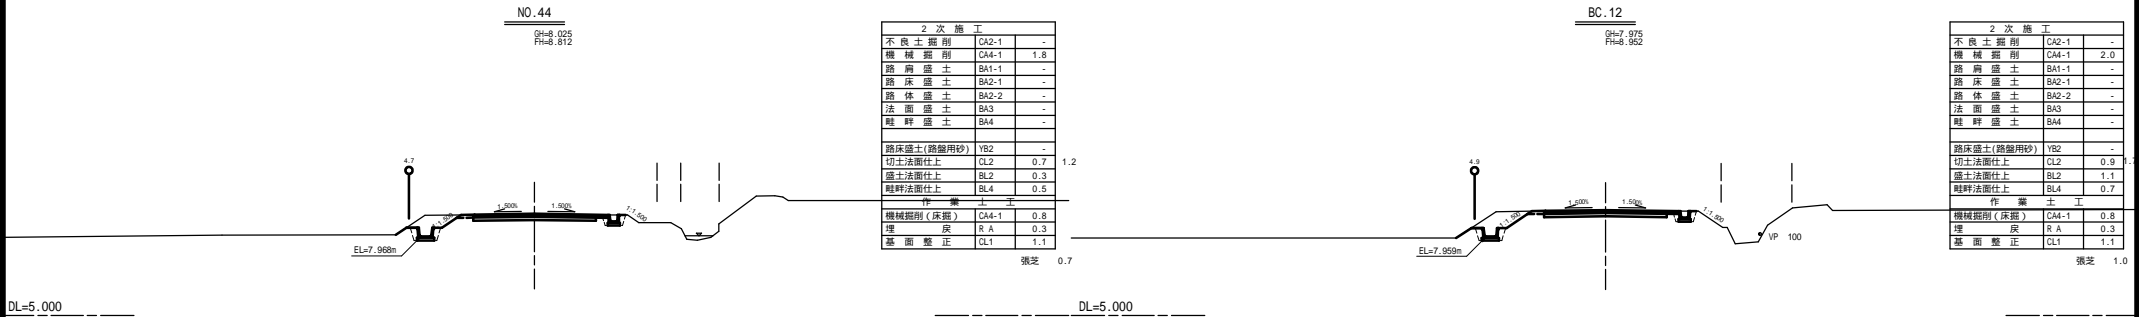 NO.44
GH=8.025
FH=8.812
2 次 施 工
不 良 土 掘 削 CA2-1 -
機 械 掘 削 CA4-1 1.8
路 肩 盛 土 BA1-1 -
路 床 盛 土 BA2-1 -
路 体 盛 土 BA2-2 -
法 面 盛 土 BA3 -
畦 畔 盛 土 BA4 -
路床盛土(路盤用砂) YB2 -
切土法面仕上 CL2 0.7 1.2
盛土法面仕上 BL2 0.3
畦畔法面仕上 BL4 0.5
作 業 土 工
機械掘削(床掘) CA4-1 0.8
埋 戻 R A 0.3
基 面 整 正 CL1 1.1
張芝 0.7
4.7
1:1.500
1.500%
1.500%
1:1.500
EL=7.968m
DL=5.000
BC.12
GH=7.975
FH=8.952
2 次 施 工
不 良 土 掘 削 CA2-1 -
機 械 掘 削 CA4-1 2.0
路 肩 盛 土 BA1-1 -
路 床 盛 土 BA2-1 -
路 体 盛 土 BA2-2 -
法 面 盛 土 BA3 -
畦 畔 盛 土 BA4 -
路床盛土(路盤用砂) YB2 -
切土法面仕上 CL2 0.9
盛土法面仕上 BL2 1.1
畦畔法面仕上 BL4 0.7
作 業 土 工
機械掘削(床掘) CA4-1 0.8
埋 戻 R A 0.3
基 面 整 正 CL1 1.1
張芝 1.0
4.9
1:1.500
1.500%
1.500%
1:1.500
VP 100
EL=7.959m
DL=5.000